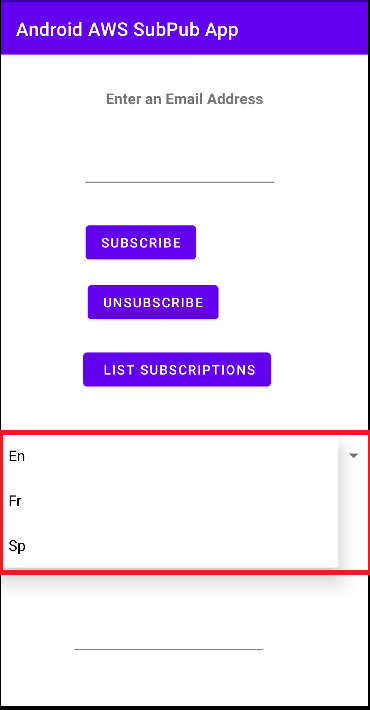 Android AWS SubPub App
Enter an Email Address
SUBSCRIBE
UNSUBSCRIBE
LIST SUBSCRIPTIONS
En
Fr
Sp